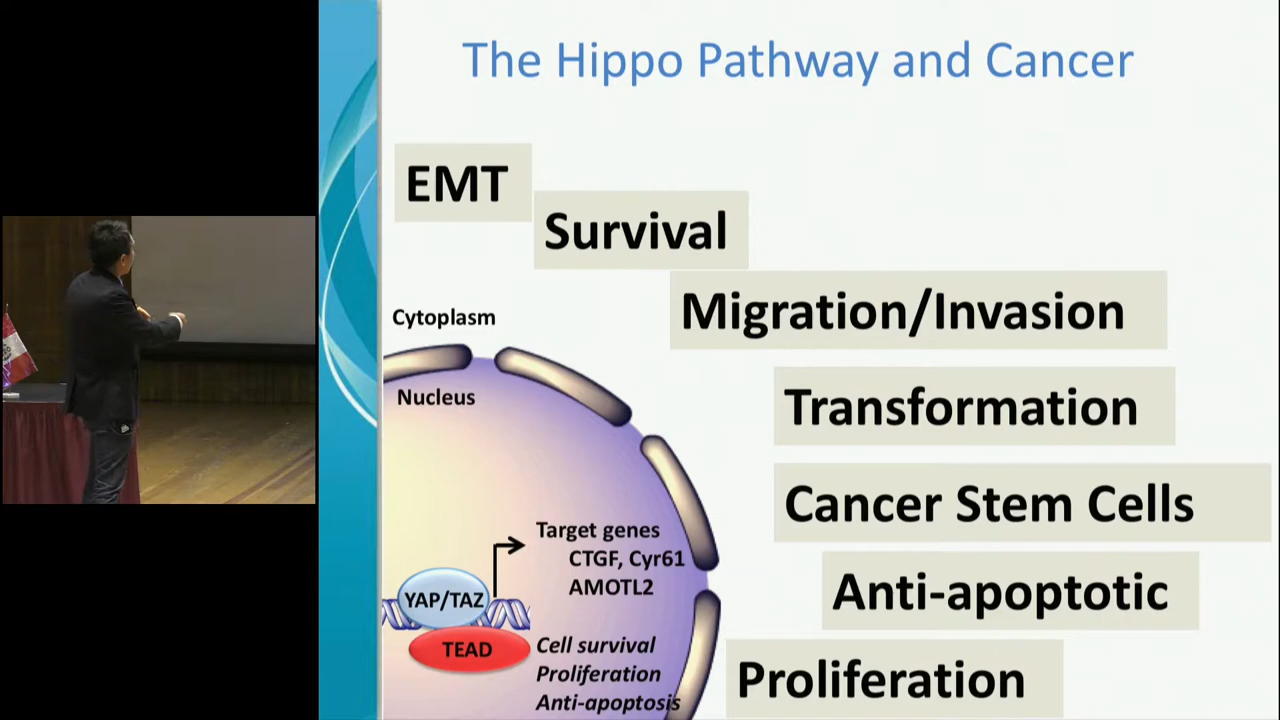 The Hippo Pathway and Cancer
EMT
Survival
Migration/Invasion
Cytoplasm
Nucleus
Transformation
Cancer Stem Cells
Target genes
CTGF, Cyr61
AMOTL2
YAP/TAZ
TEAD
Anti-apoptotic
Cell survival
Proliferation
Anti-apoptosis
Proliferation